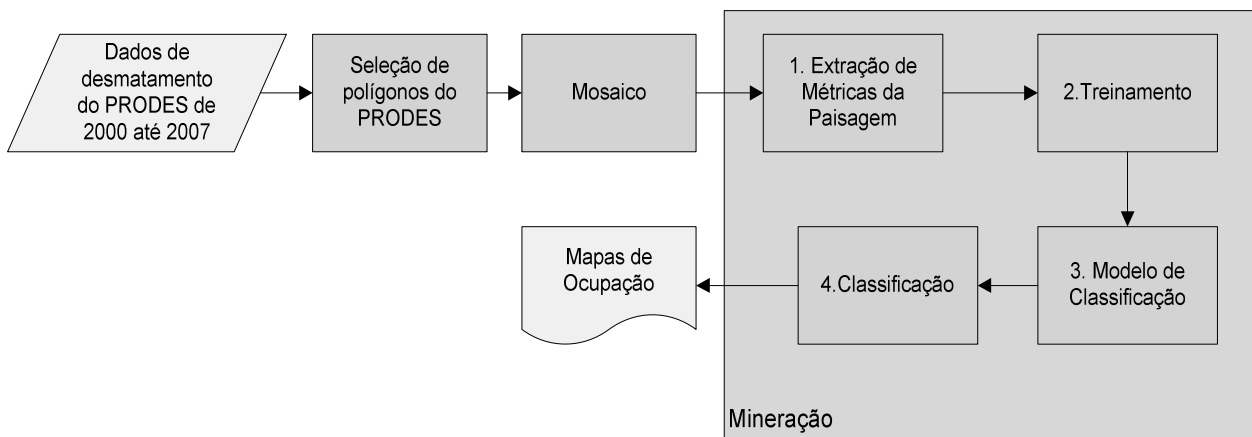 Dados de
desmatamento
do PRODES de
2000 até 2007
Seleção de
polígonos do
PRODES
Mosaico
1. Extração de
Métricas da
Paisagem
2.Treinamento
3. Modelo de
Classificação
4.Classificação
Mapas de
Ocupação
Mineração